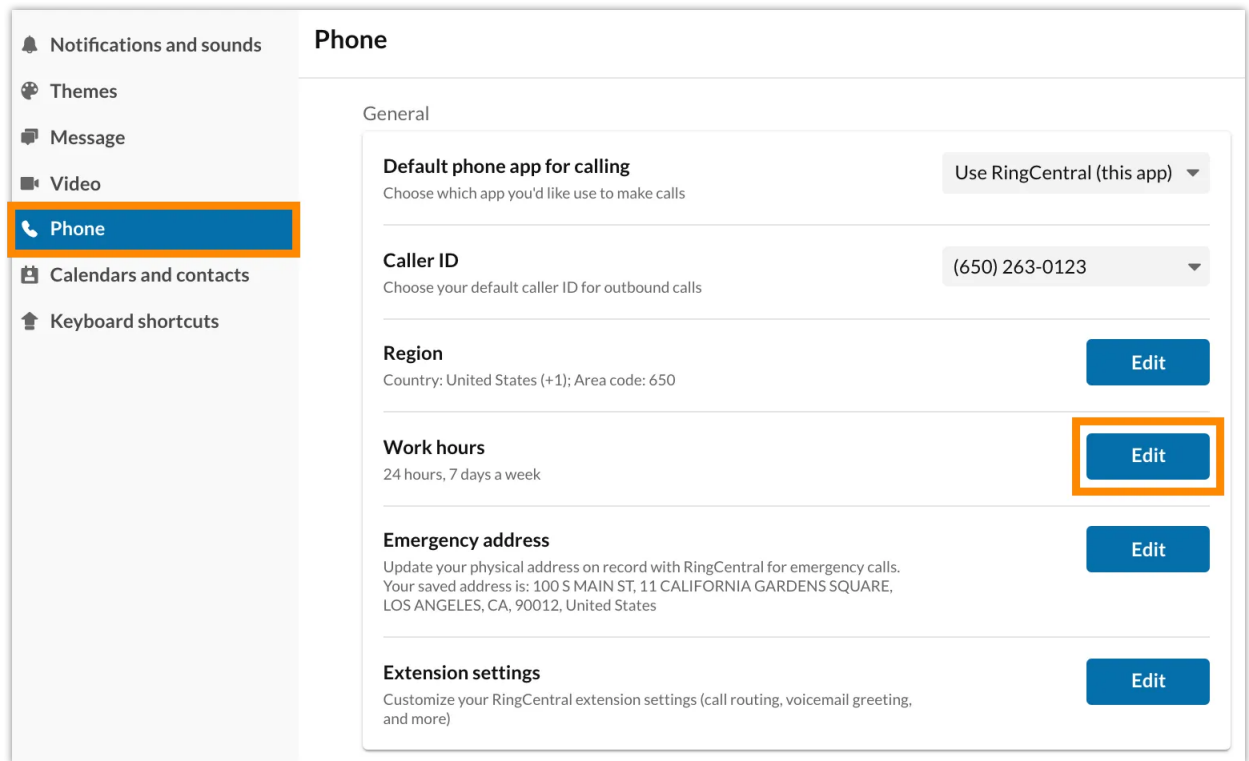 Notifications and sounds
Themes
Message
Video
Phone
Calendars and contacts
Keyboard shortcuts
Phone
General
Default phone app for calling
Choose which app you'd like use to make calls
Use RingCentral (this app)
Caller ID
Choose your default caller ID for outbound calls
(650) 263-0123
Region
Country: United States (+1); Area code: 650
Edit
Work hours
24 hours, 7 days a week
Edit
Emergency address
Update your physical address on record with RingCentral for emergency calls.
Your saved address is: 100 S MAIN ST, 11 CALIFORNIA GARDENS SQUARE,
LOS ANGELES, CA, 90012, United States
Edit
Extension settings
Customize your RingCentral extension settings (call routing, voicemail greeting,
and more)
Edit